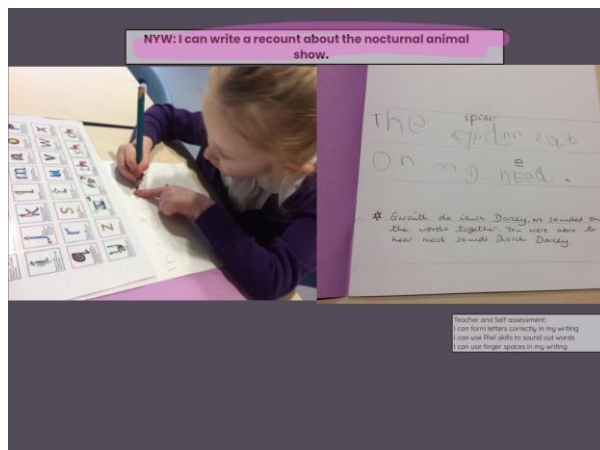 NYW: I can write a recount about the nocturnal animal
show.
The
spider
sat
on my
e
☆ Gwaith da iawn Darcey, we sounded out
the words together. You were able to
hear most sounds. Diolch Darcey.
Teacher and Self assessment:
I can form letters correctly in my writing
I can use RWI skills to sound out words
I can use finger spaces in my writing
x
w
v
ch
m
k
s
z
r